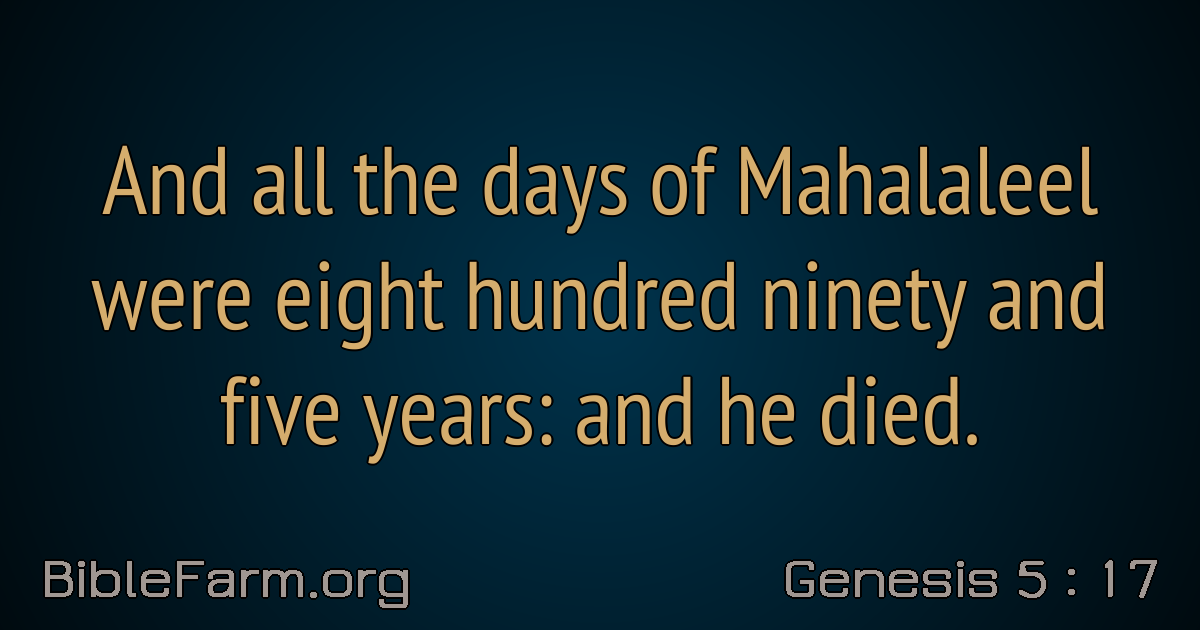 And all the days of Mahalaleel
were eight hundred ninety and
five years: and he died.
BibleFarm.org
Genesis 5 : 17